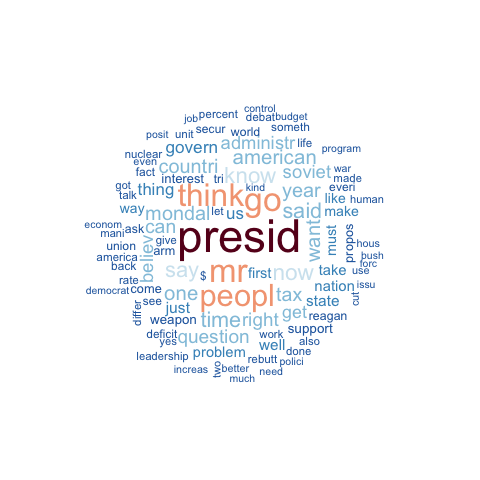 control
job percent debat budget
posit unit secur world someth
nuclear govern administr life
even american program
fact countri know soviet war
got interest tri kind year everi made
talk thing think go like human
way mondal let us said make
econom mani ask can presid want must propos hous
union give
america believ arm mr now take bush forc
back say $ first nation use issu
rate one peopl tax state cut
democrat come get reagan
differ see just time right support
weapon question work also
deficit yes problem well done
leadership rebutt polici
increas two better need
much